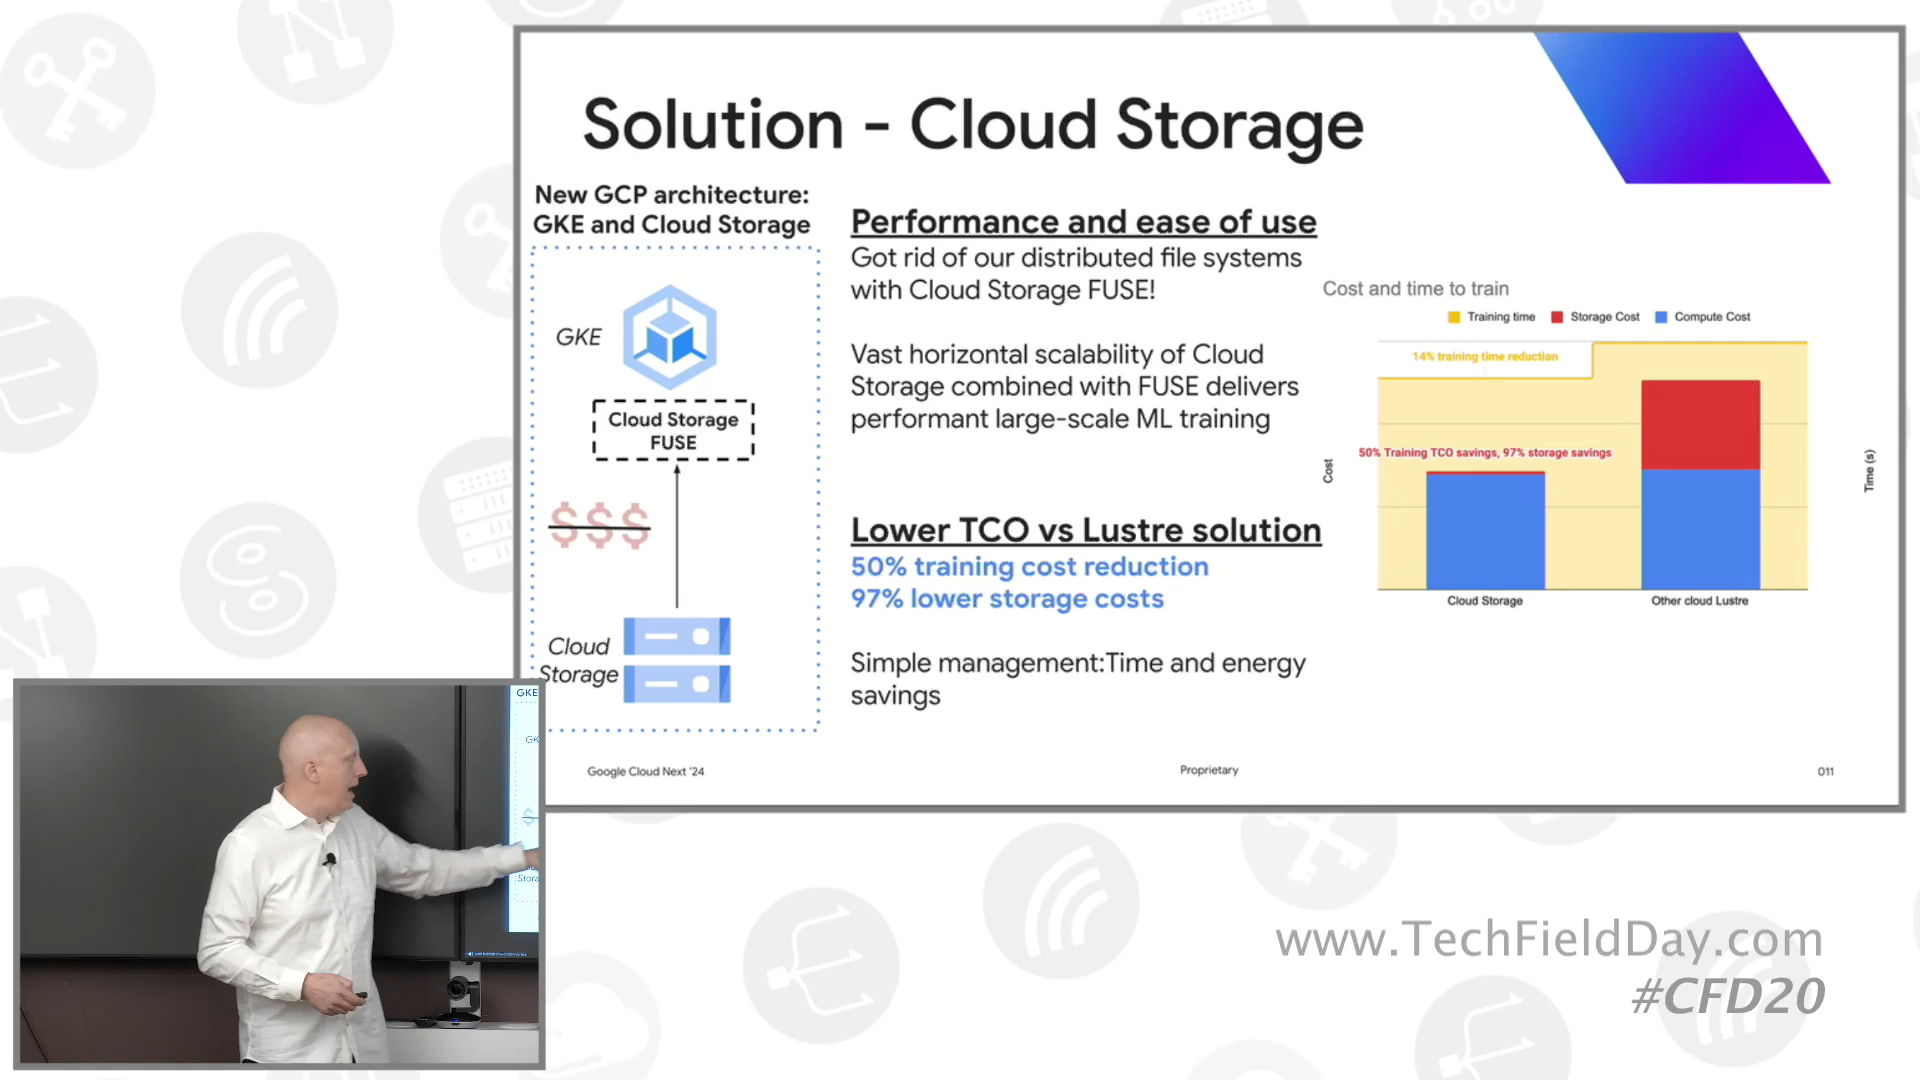 Solution - Cloud Storage
New GCP architecture:
GKE and Cloud Storage
GKE
Cloud Storage
FUSE
$$$
Cloud
Storage
Performance and ease of use
Got rid of our distributed file systems
with Cloud Storage FUSE!
Vast horizontal scalability of Cloud
Storage combined with FUSE delivers
performant large-scale ML training
Lower TCO vs Lustre solution
50% training cost reduction
97% lower storage costs
Simple management:Time and energy
savings
Cost and time to train
Training time Storage Cost Compute Cost
14% training time reduction
50% Training TCO savings, 97% storage savings
Cost
Time (s)
Cloud Storage Other cloud Lustre
Google Cloud Next '24
Proprietary
011
GKE
GK
$
Stora
www.TechFieldDay.com
#CFD20